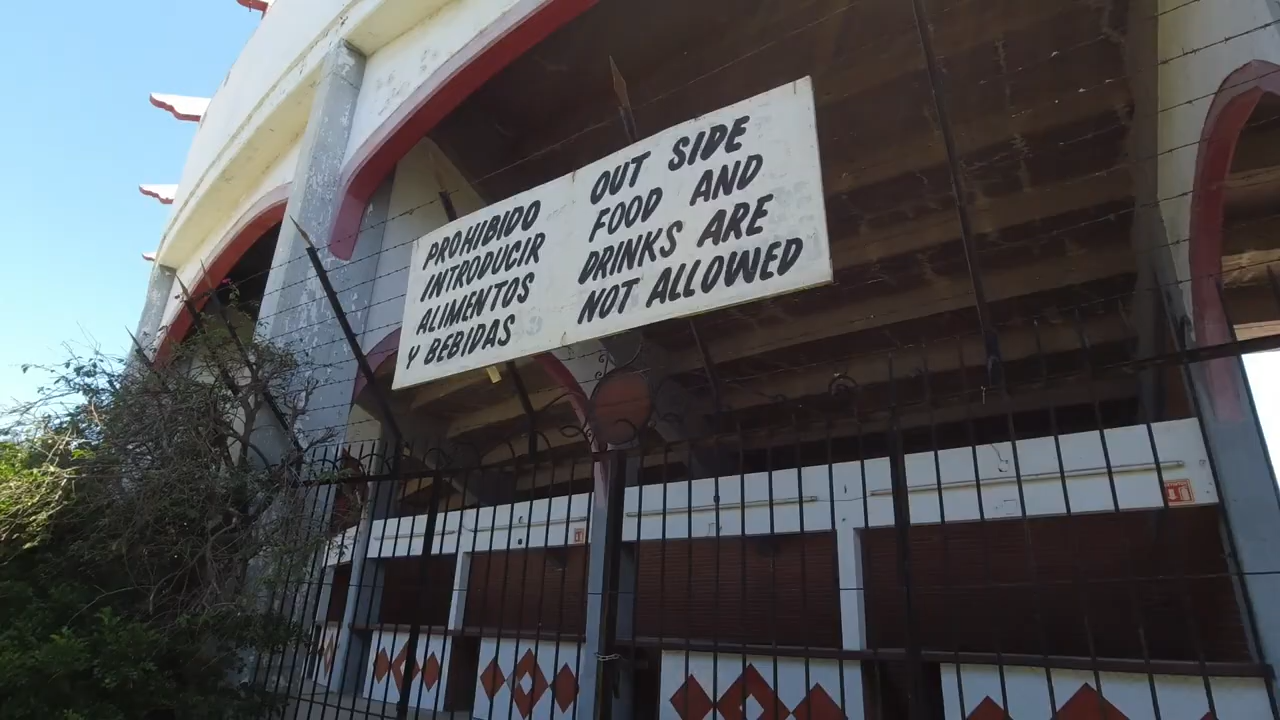 PROHIBIDO
INTRODUCIR
ALIMENTOS
Y BEBIDAS
OUT SIDE
FOOD AND
DRINKS ARE
NOT ALLOWED